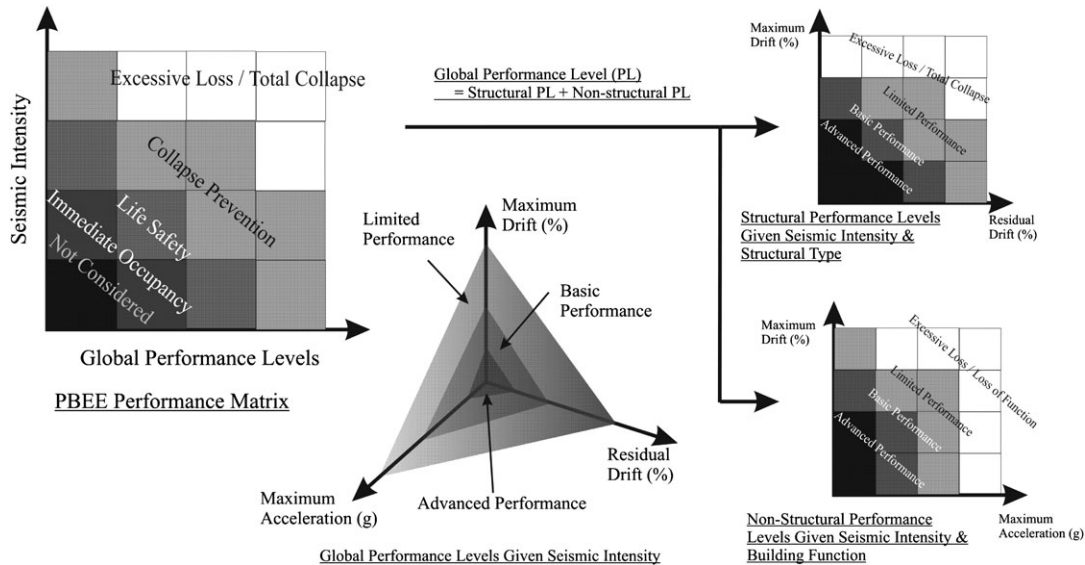 Seismic Intensity
Excessive Loss / Total Collapse
Collapse Prevention
Life Safety
Immediate Occupancy
Not Considered
Global Performance Levels
PBEE Performance Matrix
Global Performance Level (PL)
= Structural PL + Non-structural PL
Maximum
Drift (%)
Limited
Performance
Basic
Performance
Residual
Drift (%)
Maximum
Acceleration (g)
Advanced Performance
Global Performance Levels Given Seismic Intensity
Maximum
Drift (%)
Excessive Loss / Total Collapse
Limited Performance
Basic Performance
Advanced Performance
Residual
Drift (%)
Structural Performance Levels
Given Seismic Intensity &
Structural Type
Maximum
Drift (%)
Excessive Loss / Loss of Function
Limited Performance
Basic Performance
Advanced Performance
Maximum
Acceleration (g)
Non-Structural Performance
Levels Given Seismic Intensity &
Building Function